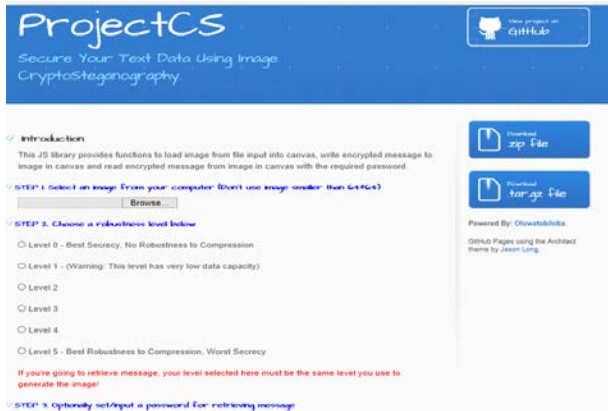 ProjectCS
Secure Your Text Data Using Image
CryptoSteganography.
View project on
GitHub
Introduction
This JS library provides functions to load image from file input into canvas, write encrypted message to
image in canvas and read encrypted message from image in canvas with the required password.
STEP 1. Select an image from your computer (Don't use image smaller than 64*64)
Browse...
STEP 2. Choose a robustness level below
Level 0 - Best Secrecy, No Robustness to Compression
Level 1 - (Warning: This level has very low data capacity)
Level 2
Level 3
Level 4
Level 5 - Best Robustness to Compression, Worst Secrecy
If you're going to retrieve message, your level selected here must be the same level you use to
generate the image!
STEP 3. Optionally set/input a password for retrieving message
Download
.zip file
Download
tar.gz file
Powered By: Oluwatobiloka.
GitHub Pages using the Architect
theme by Jason Long.